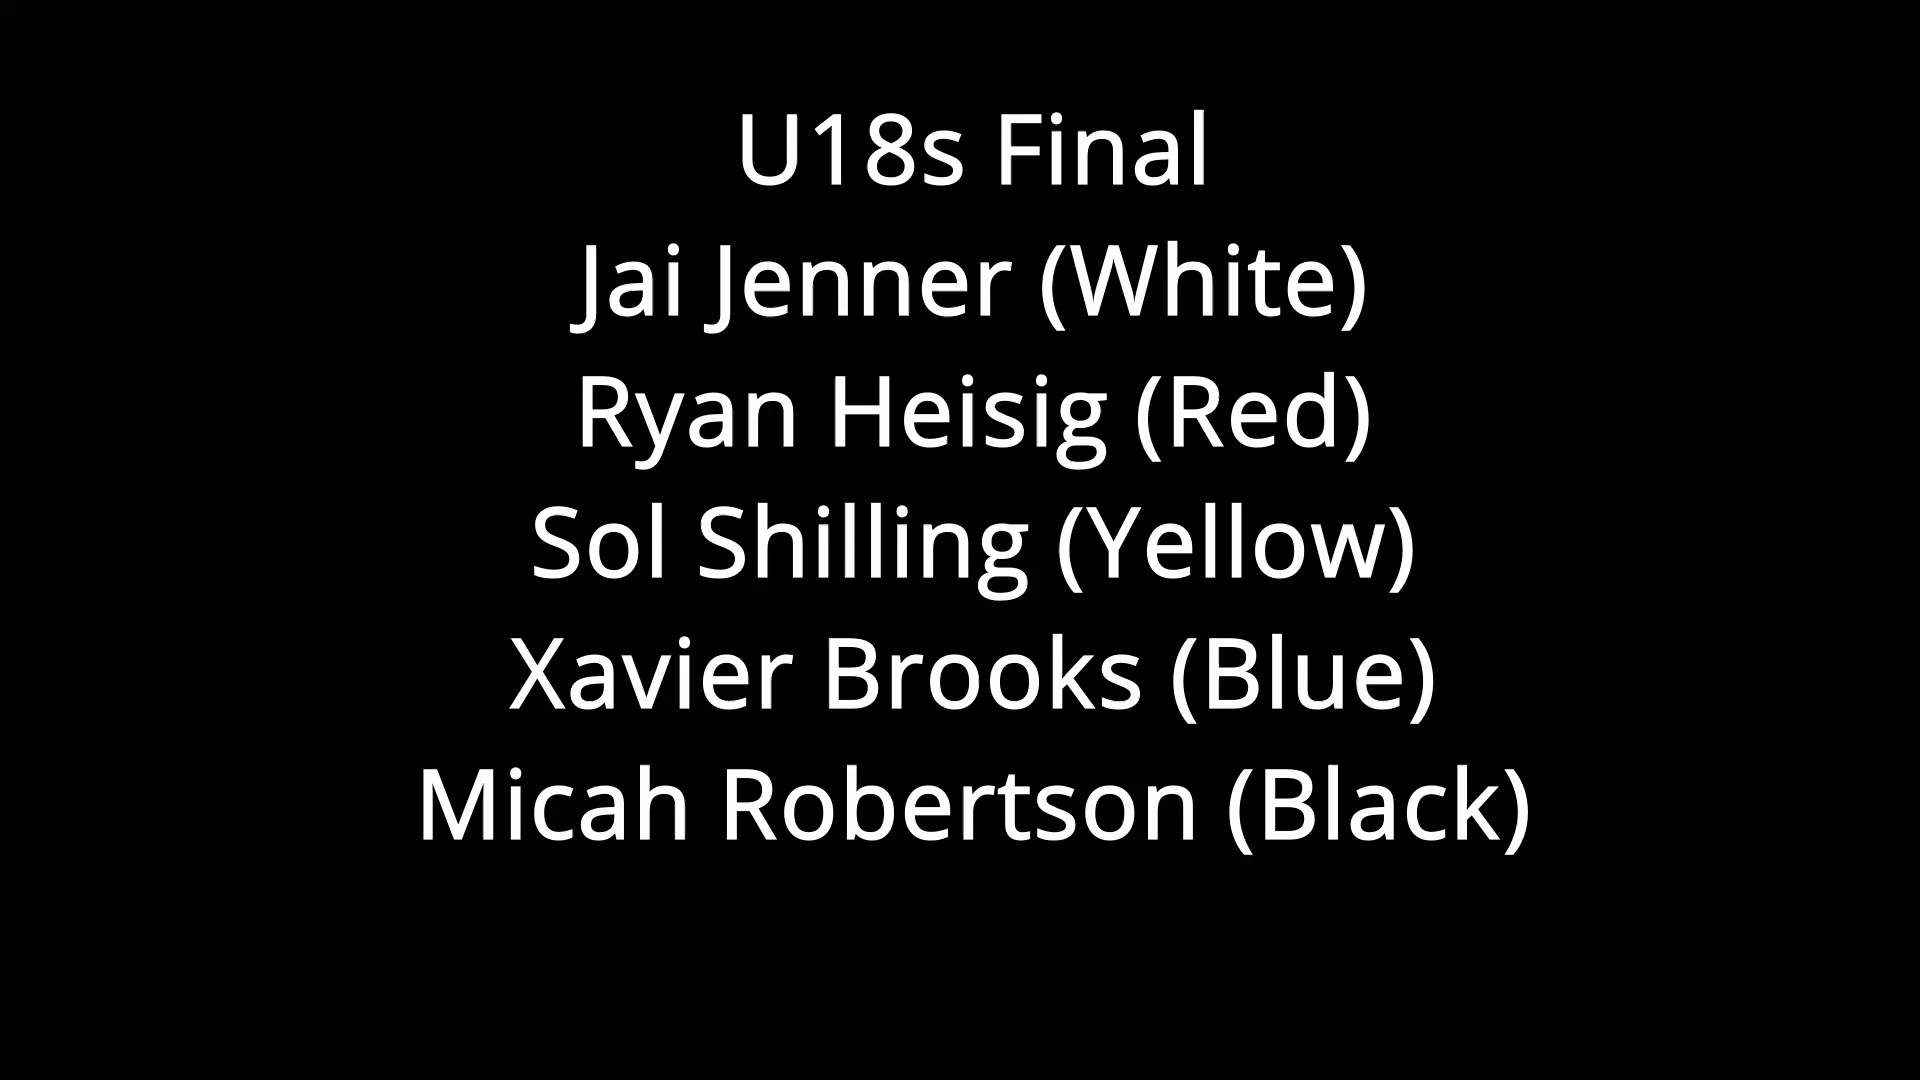 U18s Final
Jai Jenner (White)
Ryan Heisig (Red)
Sol Shilling (Yellow)
Xavier Brooks (Blue)
Micah Robertson (Black)